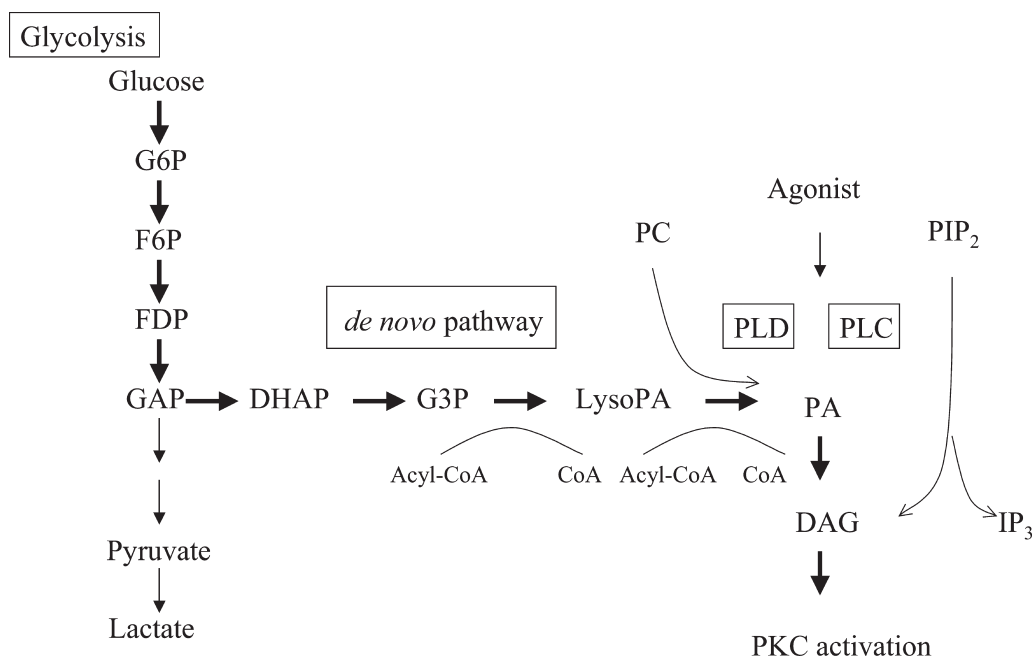 Glycolysis
Glucose
G6P
F6P
FDP
GAP
DHAP
G3P
LysoPA
PA
de novo pathway
Acyl-CoA
CoA
Acyl-CoA
CoA
PC
Agonist
PIP2
PLD
PLC
DAG
IP3
PKC activation
Pyruvate
Lactate